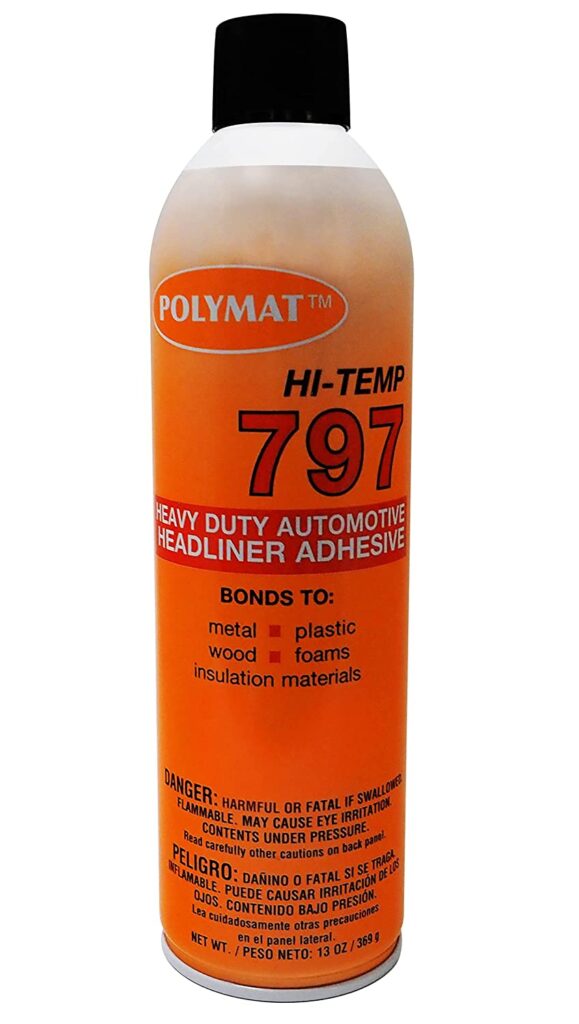 POLYMAT™
HI-TEMP
797
HEAVY DUTY AUTOMOTIVE
HEADLINER ADHESIVE
BONDS TO:
metal ■ plastic
wood ■ foams
insulation materials
DANGER: HARMFUL OR FATAL IF SWALLOWED.
FLAMMABLE. MAY CAUSE EYE IRRITATION.
CONTENTS UNDER PRESSURE.
Read carefully other cautions on back panel.
PELIGRO: DAÑINO O FATAL SI SE TRAGA.
INFLAMABLE. PUEDE CAUSAR IRRITACIÓN DE LOS
OJOS. CONTENIDO BAJO PRESIÓN.
Lea cuidadosamente otras precauciones
en el panel lateral.
NET WT. / PESO NETO: 13 OZ / 369 g